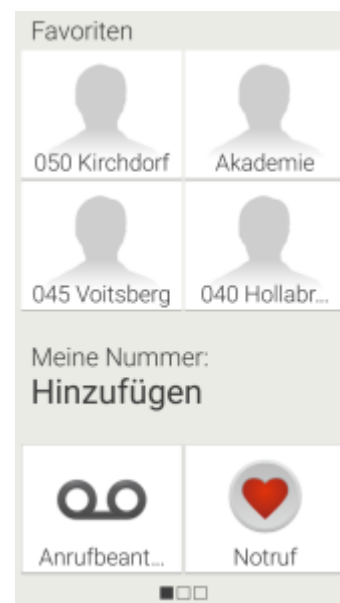 Favoriten
050 Kirchdorf
Akademie
045 Voitsberg
040 Hollabr...
Meine Nummer:
Hinzufügen
Anrufbeant...
Notruf